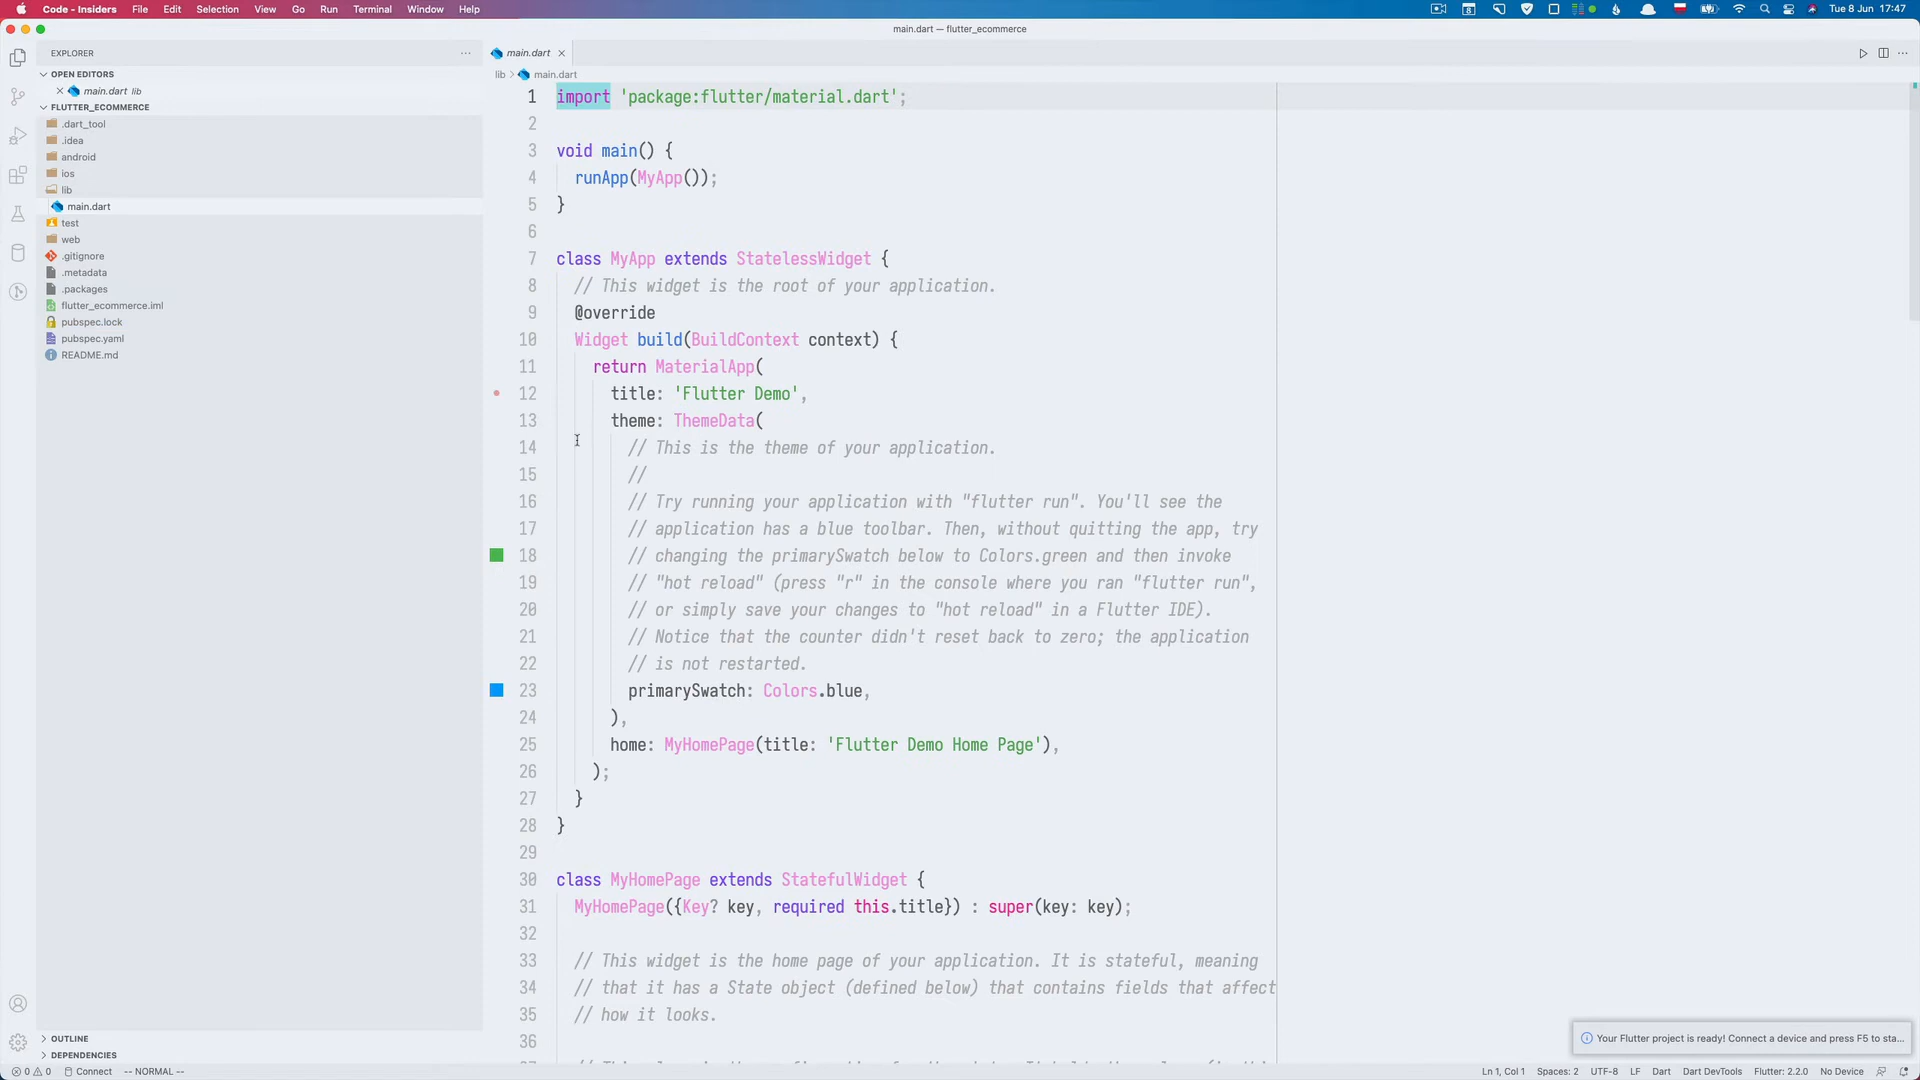 Code - Insiders File Edit Selection View Go Run Terminal Window Help
8 Tue 8 Jun 17:47
main.dart — flutter_ecommerce
EXPLORER
OPEN EDITORS
main.dart lib
FLUTTER_ECOMMERCE
.dart_tool
.idea
android
ios
lib
main.dart
test
web
.gitignore
.metadata
.packages
flutter_ecommerce.iml
pubspec.lock
pubspec.yaml
README.md
OUTLINE
DEPENDENCIES
main.dart
lib > main.dart
1 import 'package:flutter/material.dart';
2
3 void main() {
4 runApp(MyApp());
5 }
6
7 class MyApp extends StatelessWidget {
8 // This widget is the root of your application.
9 @override
10 Widget build(BuildContext context) {
11 return MaterialApp(
12 title: 'Flutter Demo',
13 theme: ThemeData(
14 // This is the theme of your application.
15 //
16 // Try running your application with "flutter run". You'll see the
17 // application has a blue toolbar. Then, without quitting the app, try
18 // changing the primarySwatch below to Colors.green and then invoke
19 // "hot reload" (press "r" in the console where you ran "flutter run",
20 // or simply save your changes to "hot reload" in a Flutter IDE).
21 // Notice that the counter didn't reset back to zero; the application
22 // is not restarted.
23 primarySwatch: Colors.blue,
24 ),
25 home: MyHomePage(title: 'Flutter Demo Home Page'),
26 );
27 }
28 }
29
30 class MyHomePage extends StatefulWidget {
31 MyHomePage({Key? key, required this.title}) : super(key: key);
32
33 // This widget is the home page of your application. It is stateful, meaning
34 // that it has a State object (defined below) that contains fields that affect
35 // how it looks.
36
Your Flutter project is ready! Connect a device and press F5 to sta...
0 0 Connect -- NORMAL --
Ln 1, Col 1 Spaces: 2 UTF-8 LF Dart Dart DevTools Flutter: 2.2.0 No Device